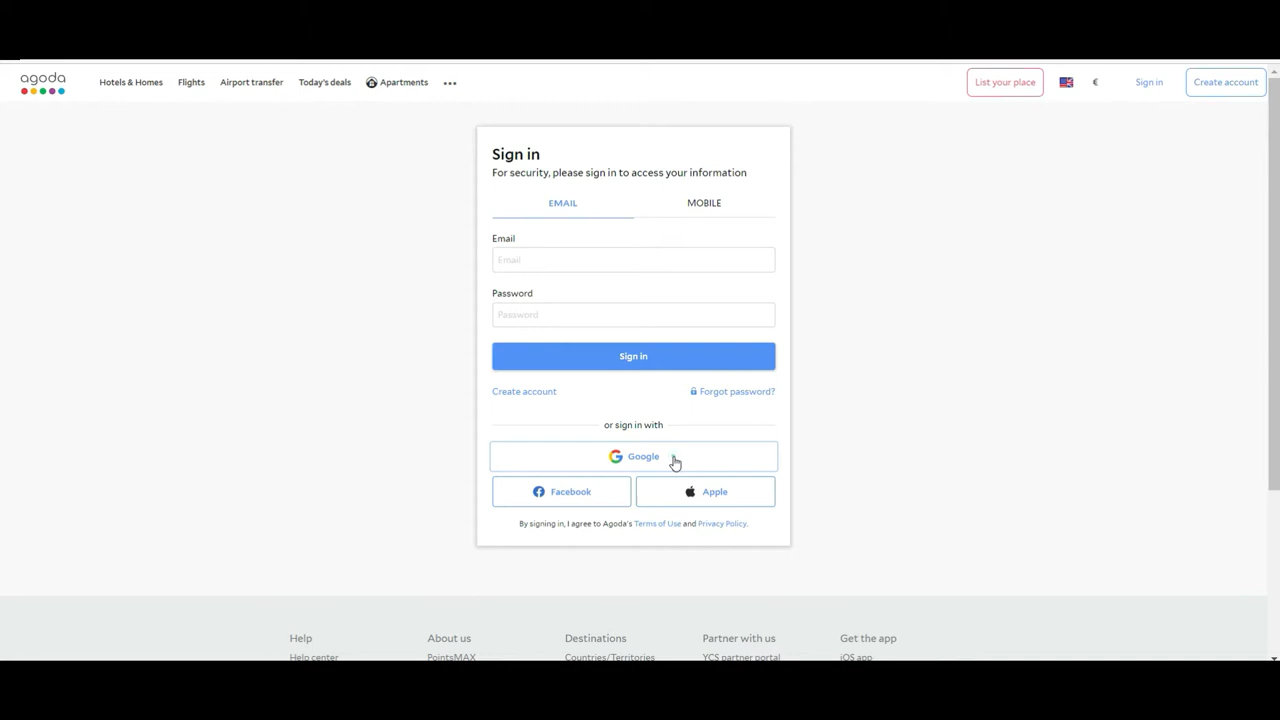 agoda
Hotels & Homes
Flights
Airport transfer
Today's deals
Apartments
•••
List your place
€
Sign in
Create account
Sign in
For security, please sign in to access your information
EMAIL
MOBILE
Email
Email
Password
Password
Sign in
Create account
Forgot password?
or sign in with
Google
Facebook
Apple
By signing in, I agree to Agoda's Terms of Use and Privacy Policy.
Help
About us
Destinations
Partner with us
Get the app
Help center
PointsMAX
Countries/Territories
YCS partner portal
iOS app